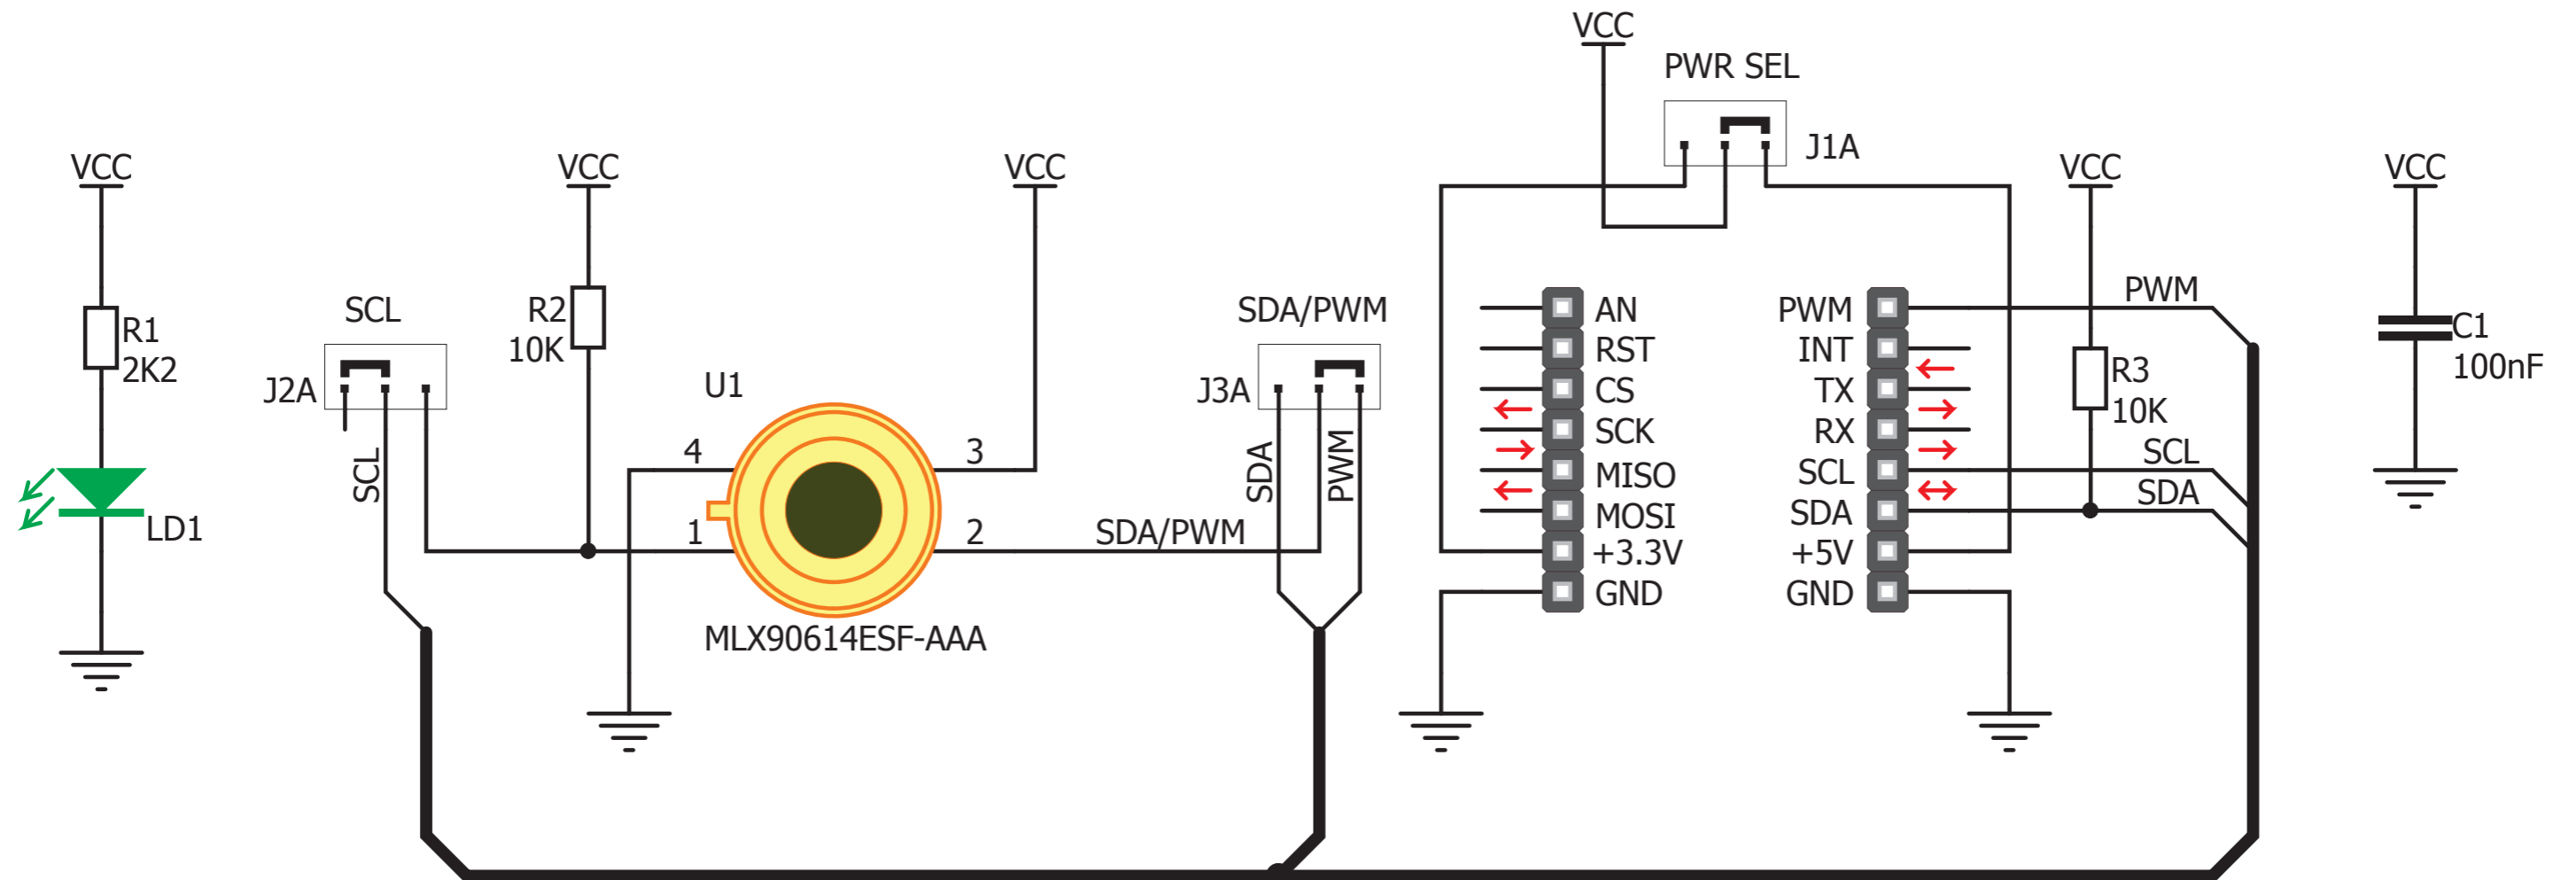 VCC
PWR SEL
J1A
VCC
VCC
VCC
VCC
VCC
R1
2K2
LD1
SCL
J2A
SCL
R2
10K
U1
4
3
1
2
MLX90614ESF-AAA
SDA/PWM
SDA/PWM
J3A
SDA
PWM
AN
RST
CS
SCK
MISO
MOSI
+3.3V
GND
PWM
INT
TX
RX
SCL
SDA
+5V
GND
PWM
R3
10K
SCL
SDA
C1
100nF